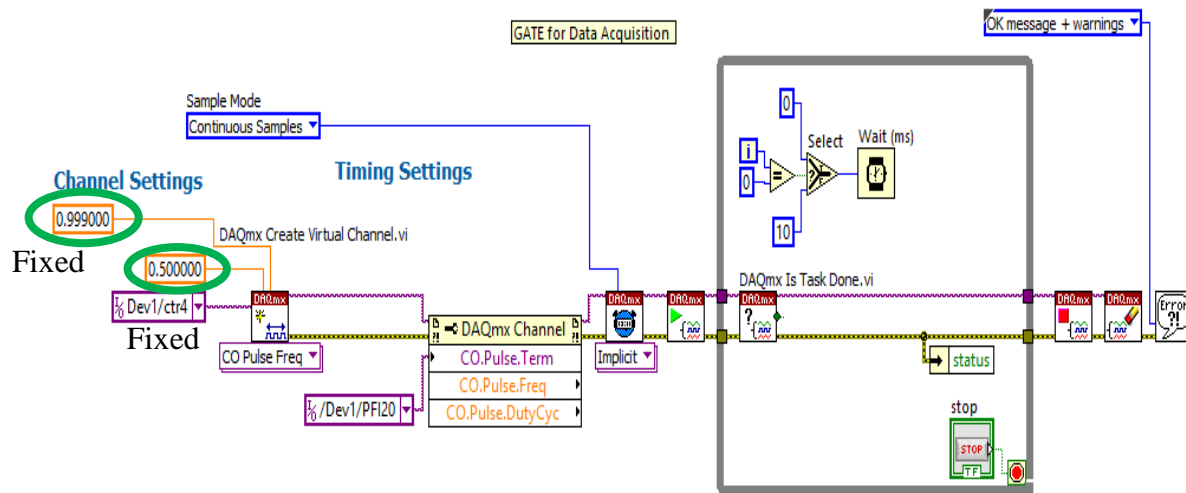 GATE for Data Acquisition
OK message + warnings
Sample Mode
Continuous Samples
Channel Settings
Timing Settings
0.999000
Fixed
DAQmx Create Virtual Channel.vi
0.500000
Dev1/ctr4
Fixed
DAQmx
CO Pulse Freq
DAQmx Channel
CO.Pulse.Term
CO.Pulse.Freq
CO.Pulse.DutyCyc
/Dev1/PFI20
DAQmx
Implicit
DAQmx
0
Select
Wait (ms)
i
0
=
?
T
F
10
DAQmx Is Task Done.vi
DAQmx
?
status
stop
STOP
TF
DAQmx
DAQmx
Error
?!